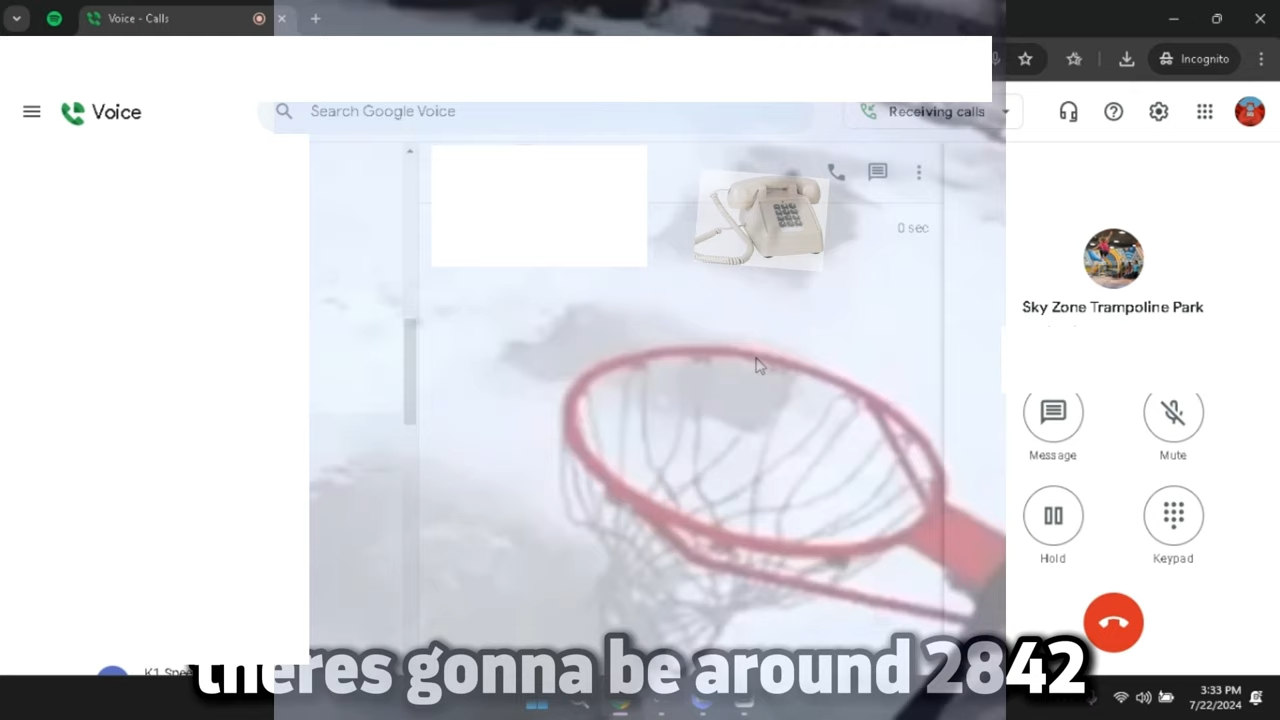 Voice - Calls
Incognito
Voice
Search Google Voice
Receiving calls
0 sec
Sky Zone Trampoline Park
Message
Mute
Hold
Keypad
theres gonna be around 2842
3:33 PM
7/22/2024